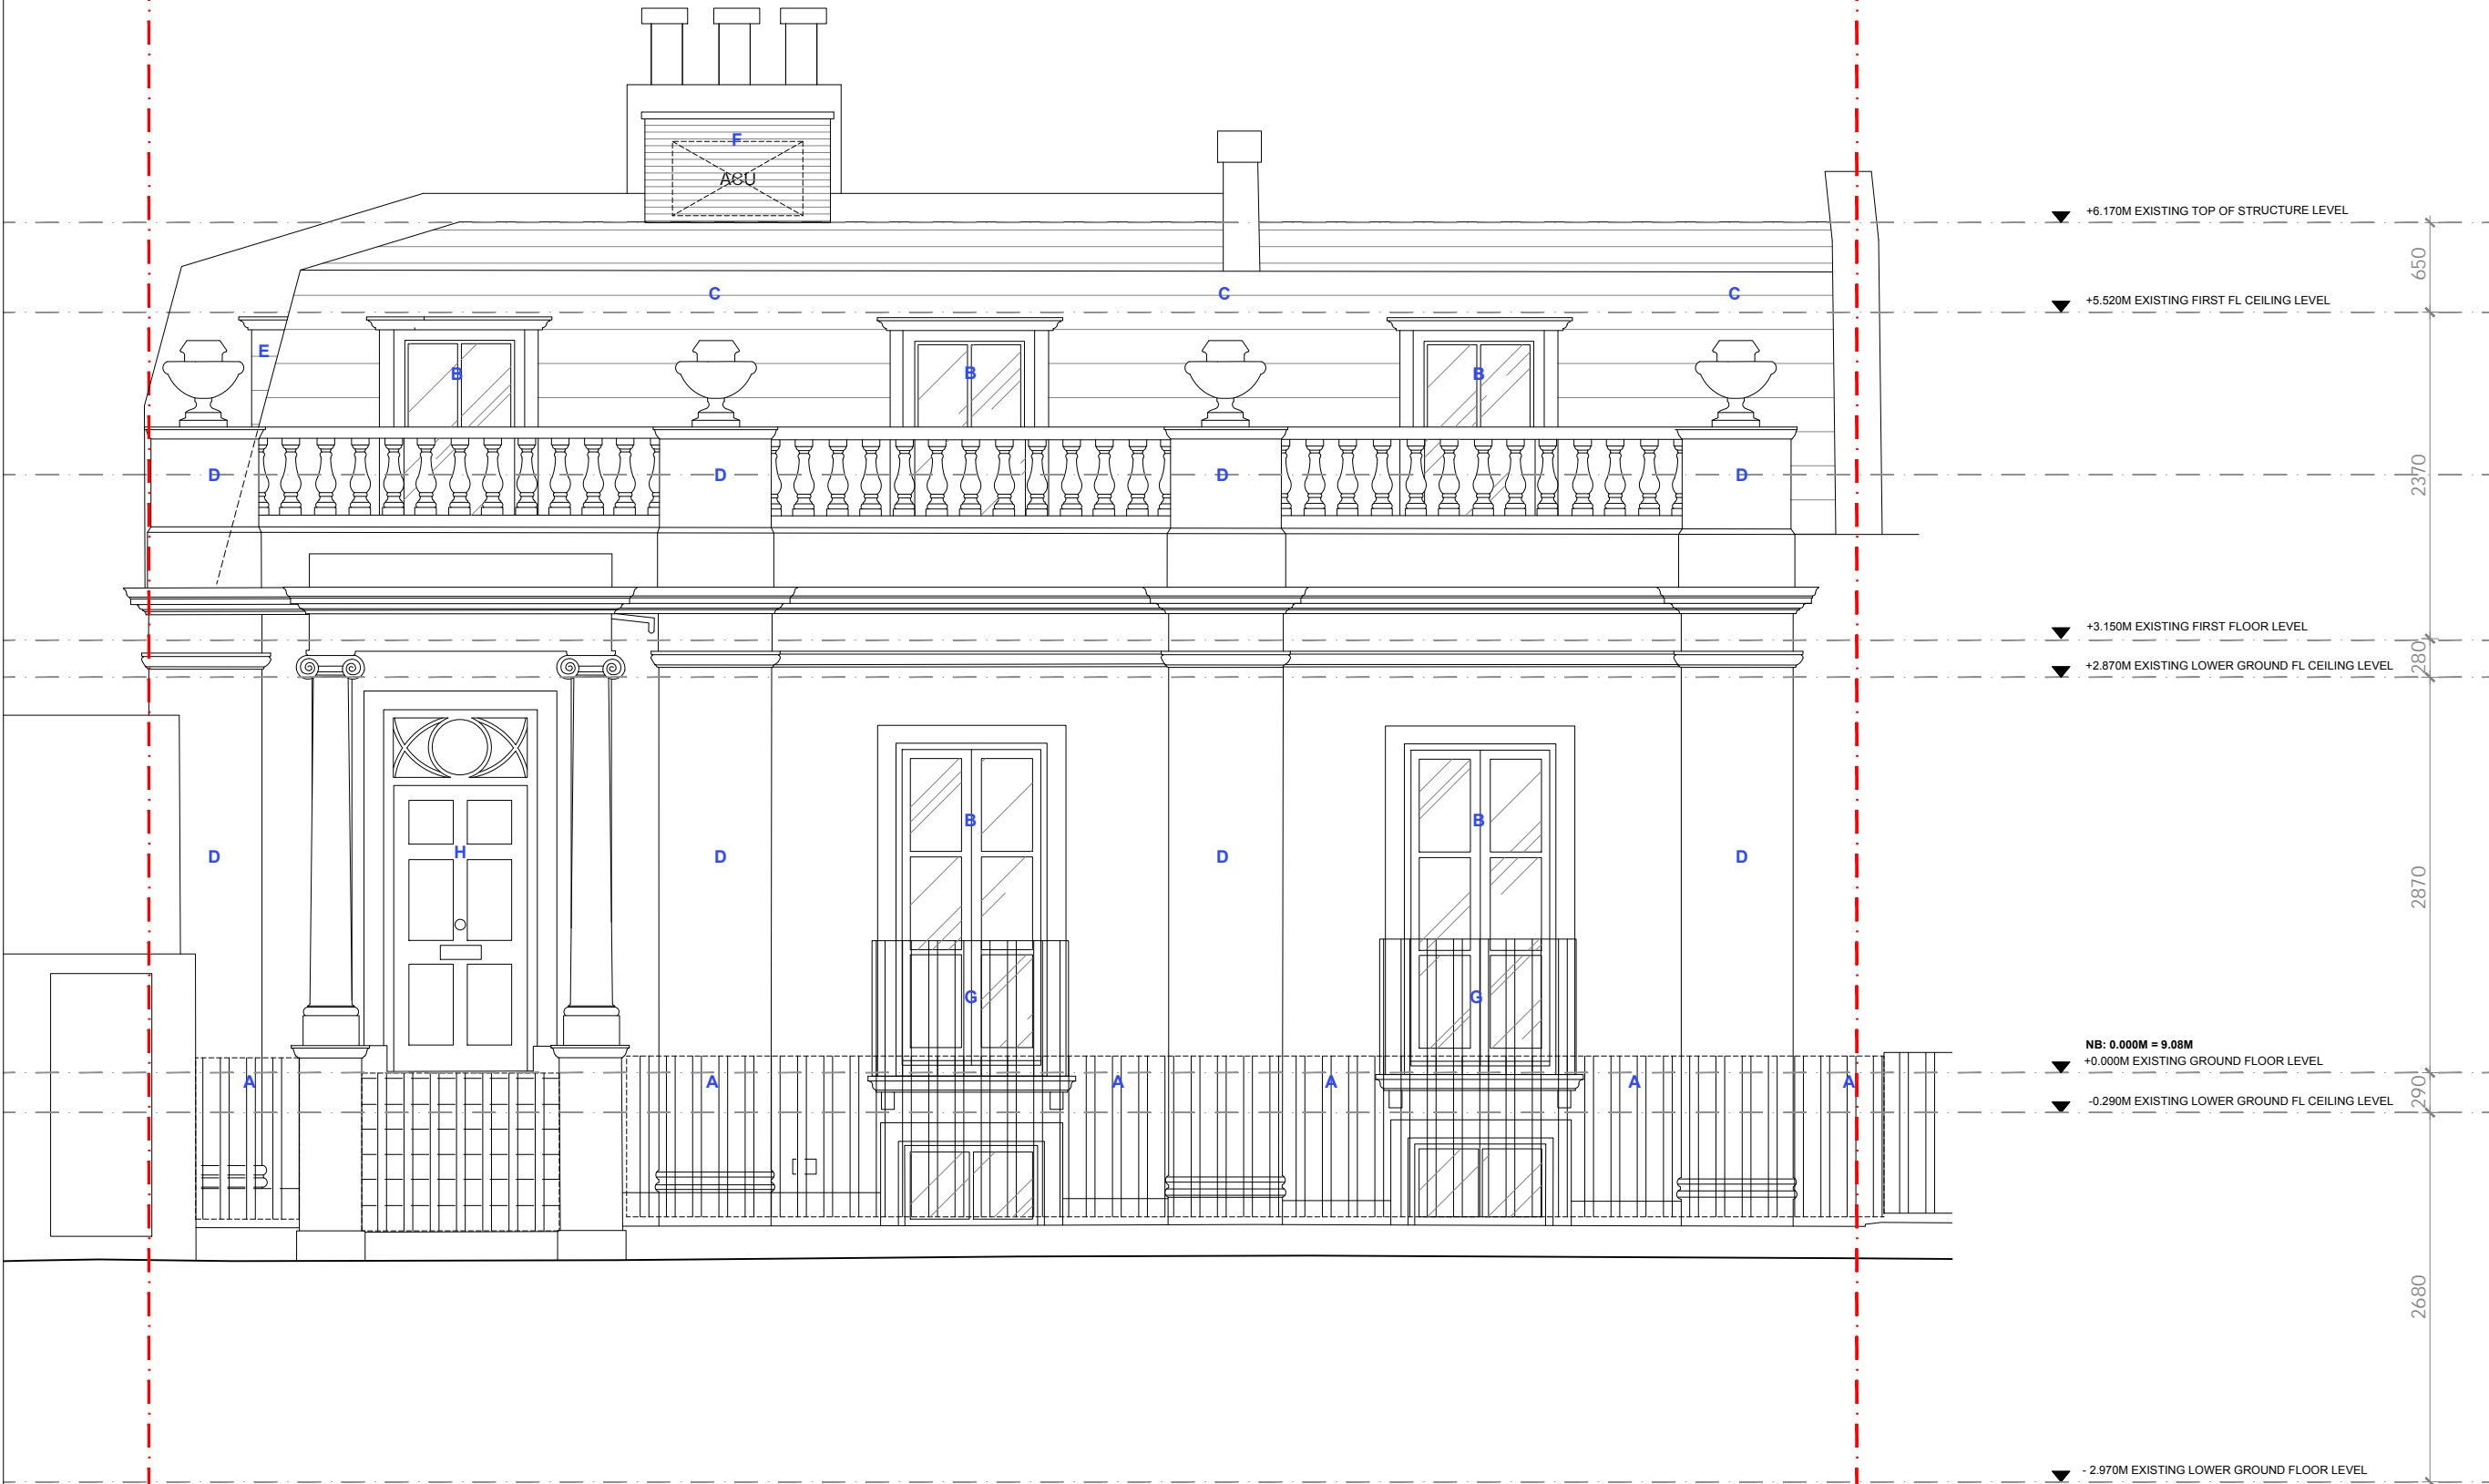 F
ACU
+6.170M EXISTING TOP OF STRUCTURE LEVEL
650
C C C
+5.520M EXISTING FIRST FL CEILING LEVEL
E
B B B
D D D D
2370
+3.150M EXISTING FIRST FLOOR LEVEL
280
+2.870M EXISTING LOWER GROUND FL CEILING LEVEL
B B
H
D D D D
2870
G G
NB: 0.000M = 9.08M
+0.000M EXISTING GROUND FLOOR LEVEL
A A A A A A
290
-0.290M EXISTING LOWER GROUND FL CEILING LEVEL
2680
- 2.970M EXISTING LOWER GROUND FLOOR LEVEL